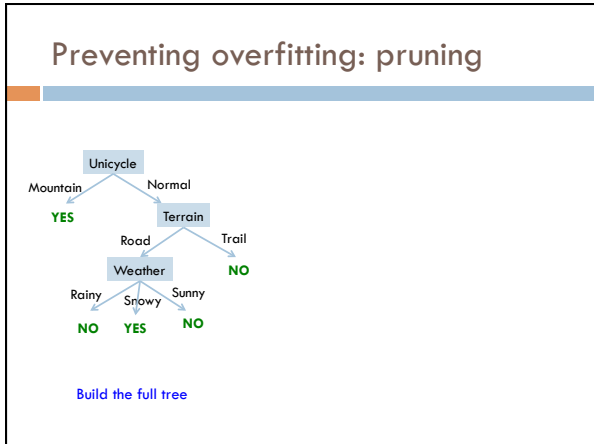 Preventing overfitting: pruning
Unicycle
Mountain Normal
YES Terrain
Road Trail
Weather NO
Rainy Snowy Sunny
NO YES NO
Build the full tree